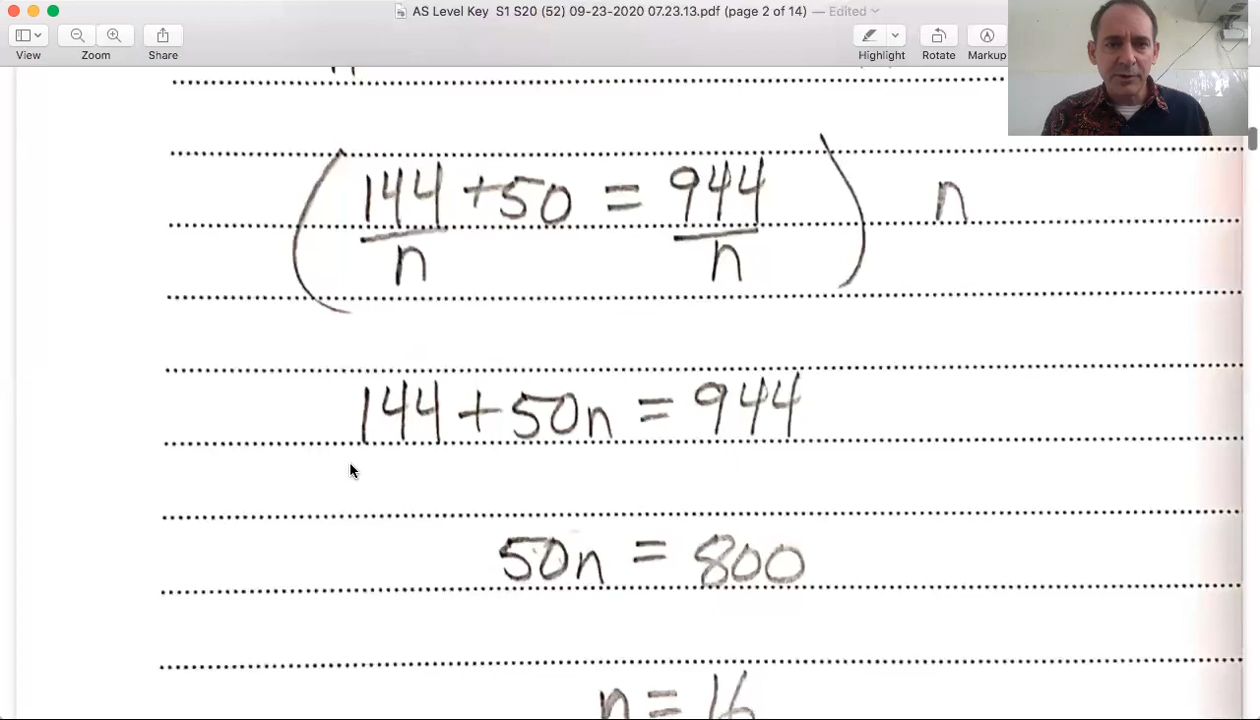 AS Level Key S1 S20 (52) 09-23-2020 07.23.13.pdf (page 2 of 14) — Edited
View Zoom Share Highlight Rotate Markup
(144/n + 50 = 944/n) n
144 + 50n = 944
50n = 800
n = 16